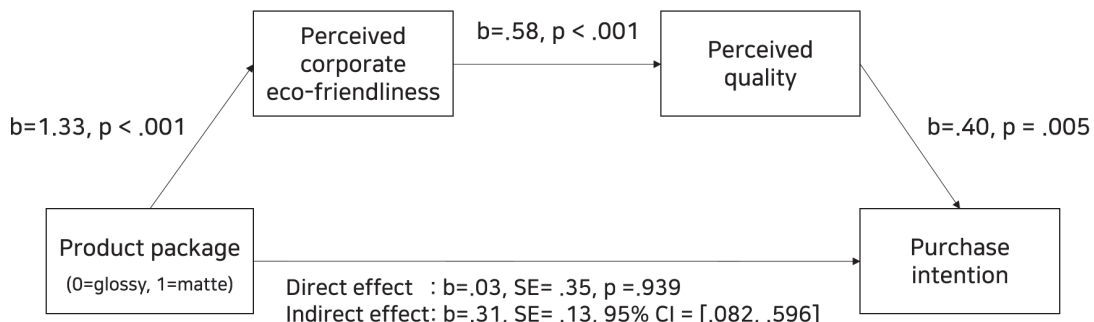 Perceived
corporate
eco-friendliness
b=.58, p < .001
Perceived
quality
b=1.33, p < .001
b=.40, p = .005
Product package
(0=glossy, 1=matte)
Purchase
intention
Direct effect : b=.03, SE= .35, p =.939
Indirect effect: b=.31, SE= .13, 95% CI = [.082, .596]